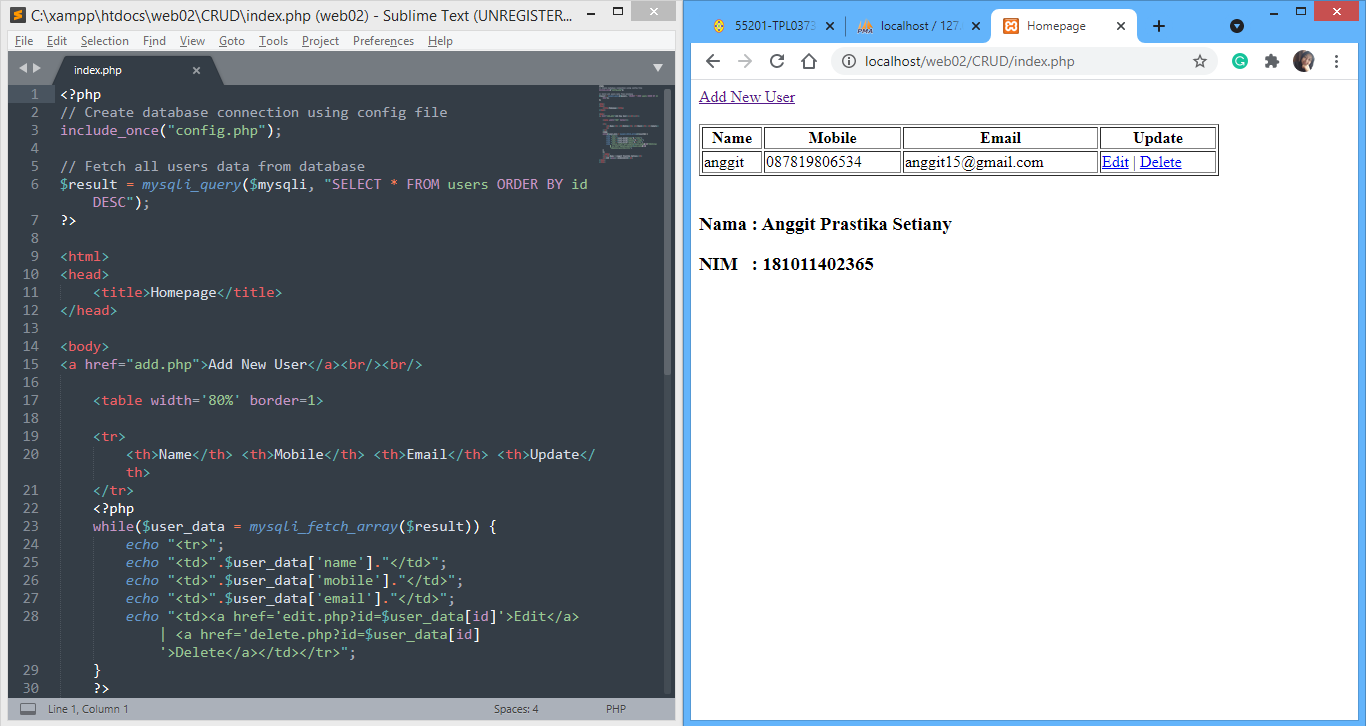 C:\xampp\htdocs\web02\CRUD\index.php (web02) - Sublime Text (UNREGISTER...
File Edit Selection Find View Goto Tools Project Preferences Help
index.php
1 <?php
2 // Create database connection using config file
3 include_once("config.php");
4
5 // Fetch all users data from database
6 $result = mysqli_query($mysqli, "SELECT * FROM users ORDER BY id
DESC");
7 ?>
8
9 <html>
10 <head>
11 <title>Homepage</title>
12 </head>
13
14 <body>
15 <a href="add.php">Add New User</a><br/><br/>
16
17 <table width='80%' border=1>
18
19 <tr>
20 <th>Name</th> <th>Mobile</th> <th>Email</th> <th>Update</
th>
21 </tr>
22 <?php
23 while($user_data = mysqli_fetch_array($result)) {
24 echo "<tr>";
25 echo "<td>".$user_data['name']."</td>";
26 echo "<td>".$user_data['mobile']."</td>";
27 echo "<td>".$user_data['email']."</td>";
28 echo "<td><a href='edit.php?id=$user_data[id]'>Edit</a>
| <a href='delete.php?id=$user_data[id]
'>Delete</a></td></tr>";
29 }
30 ?>
Line 1, Column 1 Spaces: 4 PHP
55201-TPL0373 localhost / 127. Homepage
localhost/web02/CRUD/index.php
Add New User
Name Mobile Email Update
anggit 087819806534 anggit15@gmail.com Edit | Delete
Nama : Anggit Prastika Setiany
NIM : 181011402365